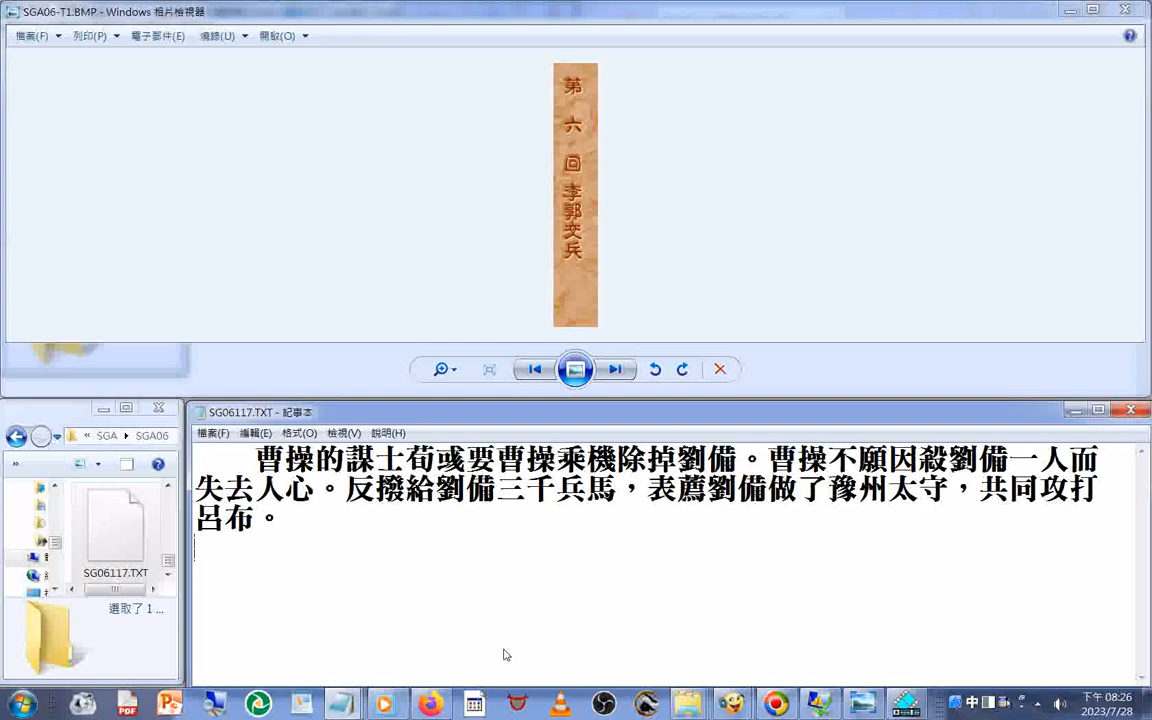 SGA06-T1.BMP - Windows 相片檢視器
檔案(F) 列印(P) 電子郵件(E) 燒錄(U) 開啟(O)
第六回李郭交兵
« SGA ▸ SGA06
»
SG06117.TXT
選取了 1 ...
SG06117.TXT - 記事本
檔案(F) 編輯(E) 格式(O) 檢視(V) 說明(H)
曹操的謀士荀彧要曹操乘機除掉劉備。曹操不願因殺劉備一人而
失去人心。反撥給劉備三千兵馬，表薦劉備做了豫州太守，共同攻打
呂布。
PDF
中
下午 08:26
2023/7/28